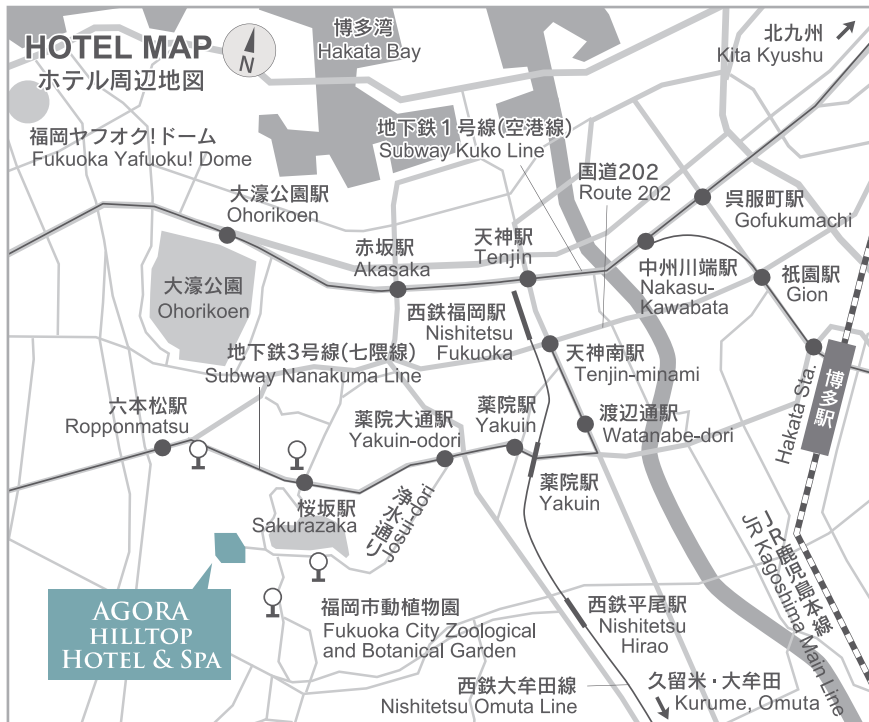 HOTEL MAP
ホテル周辺地図
N
博多湾
Hakata Bay
北九州
Kita Kyushu
福岡ヤフオク!ドーム
Fukuoka Yafuoku! Dome
地下鉄1号線(空港線)
Subway Kuko Line
国道202
Route 202
大濠公園駅
Ohorikoen
赤坂駅
Akasaka
天神駅
Tenjin
呉服町駅
Gofukumachi
中州川端駅
Nakasu-
Kawabata
祇園駅
Gion
大濠公園
Ohorikoen
西鉄福岡駅
Nishitetsu
Fukuoka
天神南駅
Tenjin-minami
地下鉄3号線(七隈線)
Subway Nanakuma Line
Hakata Sta.
博多駅
六本松駅
Ropponmatsu
薬院大通駅
Yakuin-odori
薬院駅
Yakuin
渡辺通駅
Watanabe-dori
薬院駅
Yakuin
桜坂駅
Sakurazaka
浄水通り
Josui-dori
JR鹿児島本線
JR Kagoshima Main Line
AGORA
HILLTOP
HOTEL & SPA
福岡市動植物園
Fukuoka City Zoological
and Botanical Garden
西鉄平尾駅
Nishitetsu
Hirao
西鉄大牟田線
Nishitetsu Omuta Line
久留米・大牟田
Kurume, Omuta